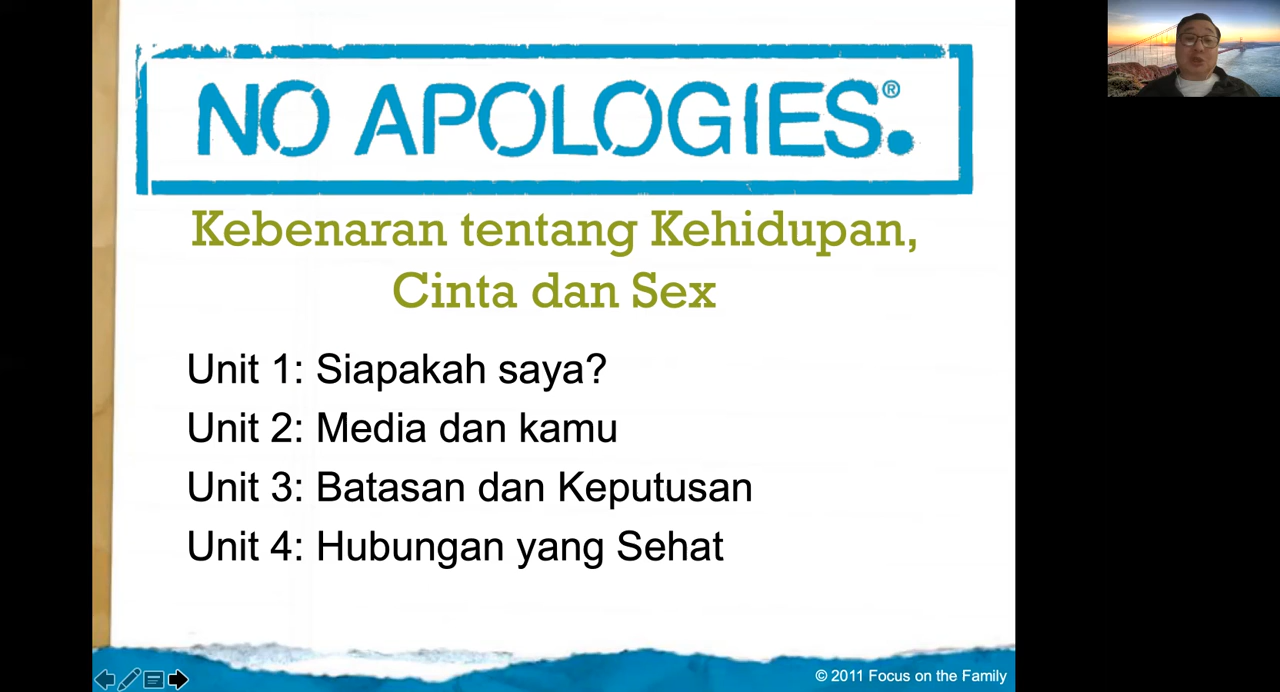 NO APOLOGIES.®
Kebenaran tentang Kehidupan,
Cinta dan Sex
Unit 1: Siapakah saya?
Unit 2: Media dan kamu
Unit 3: Batasan dan Keputusan
Unit 4: Hubungan yang Sehat
© 2011 Focus on the Family